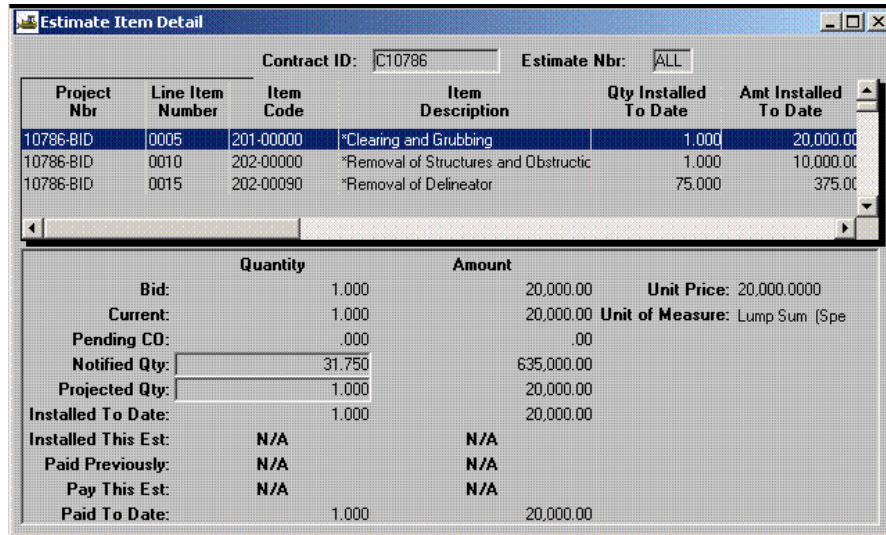 Estimate Item Detail
Contract ID: C10786 Estimate Nbr: ALL
Project Nbr Line Item Number Item Code Item Description Qty Installed To Date Amt Installed To Date
10786-BID 0005 201-00000 *Clearing and Grubbing 1.000 20,000.00
10786-BID 0010 202-00000 *Removal of Structures and Obstructic 1.000 10,000.00
10786-BID 0015 202-00090 *Removal of Delineator 75.000 375.00
Quantity Amount
Bid: 1.000 20,000.00 Unit Price: 20,000.0000
Current: 1.000 20,000.00 Unit of Measure: Lump Sum (Spe
Pending CO: .000 .00
Notified Qty: 31.750 635,000.00
Projected Qty: 1.000 20,000.00
Installed To Date: 1.000 20,000.00
Installed This Est: N/A N/A
Paid Previously: N/A N/A
Pay This Est: N/A N/A
Paid To Date: 1.000 20,000.00